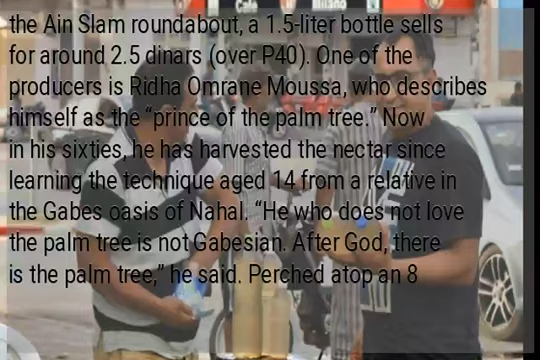 Milano
the Ain Slam roundabout, a 1.5-liter bottle sells
for around 2.5 dinars (over P40). One of the
producers is Ridha Omrane Moussa, who describes
himself as the “prince of the palm tree.” Now
in his sixties, he has harvested the nectar since
learning the technique aged 14 from a relative in
the Gabes oasis of Nahal. “He who does not love
the palm tree is not Gabesian. After God, there
is the palm tree,” he said. Perched atop an 8